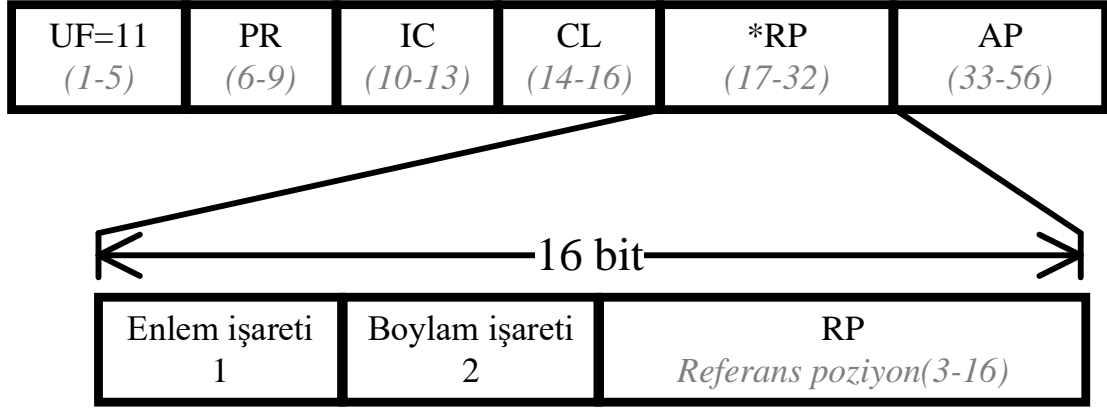 UF=11 PR IC CL *RP AP
(1-5) (6-9) (10-13) (14-16) (17-32) (33-56)
16 bit
Enlem işareti Boylam işareti RP
1 2 Referans poziyon(3-16)